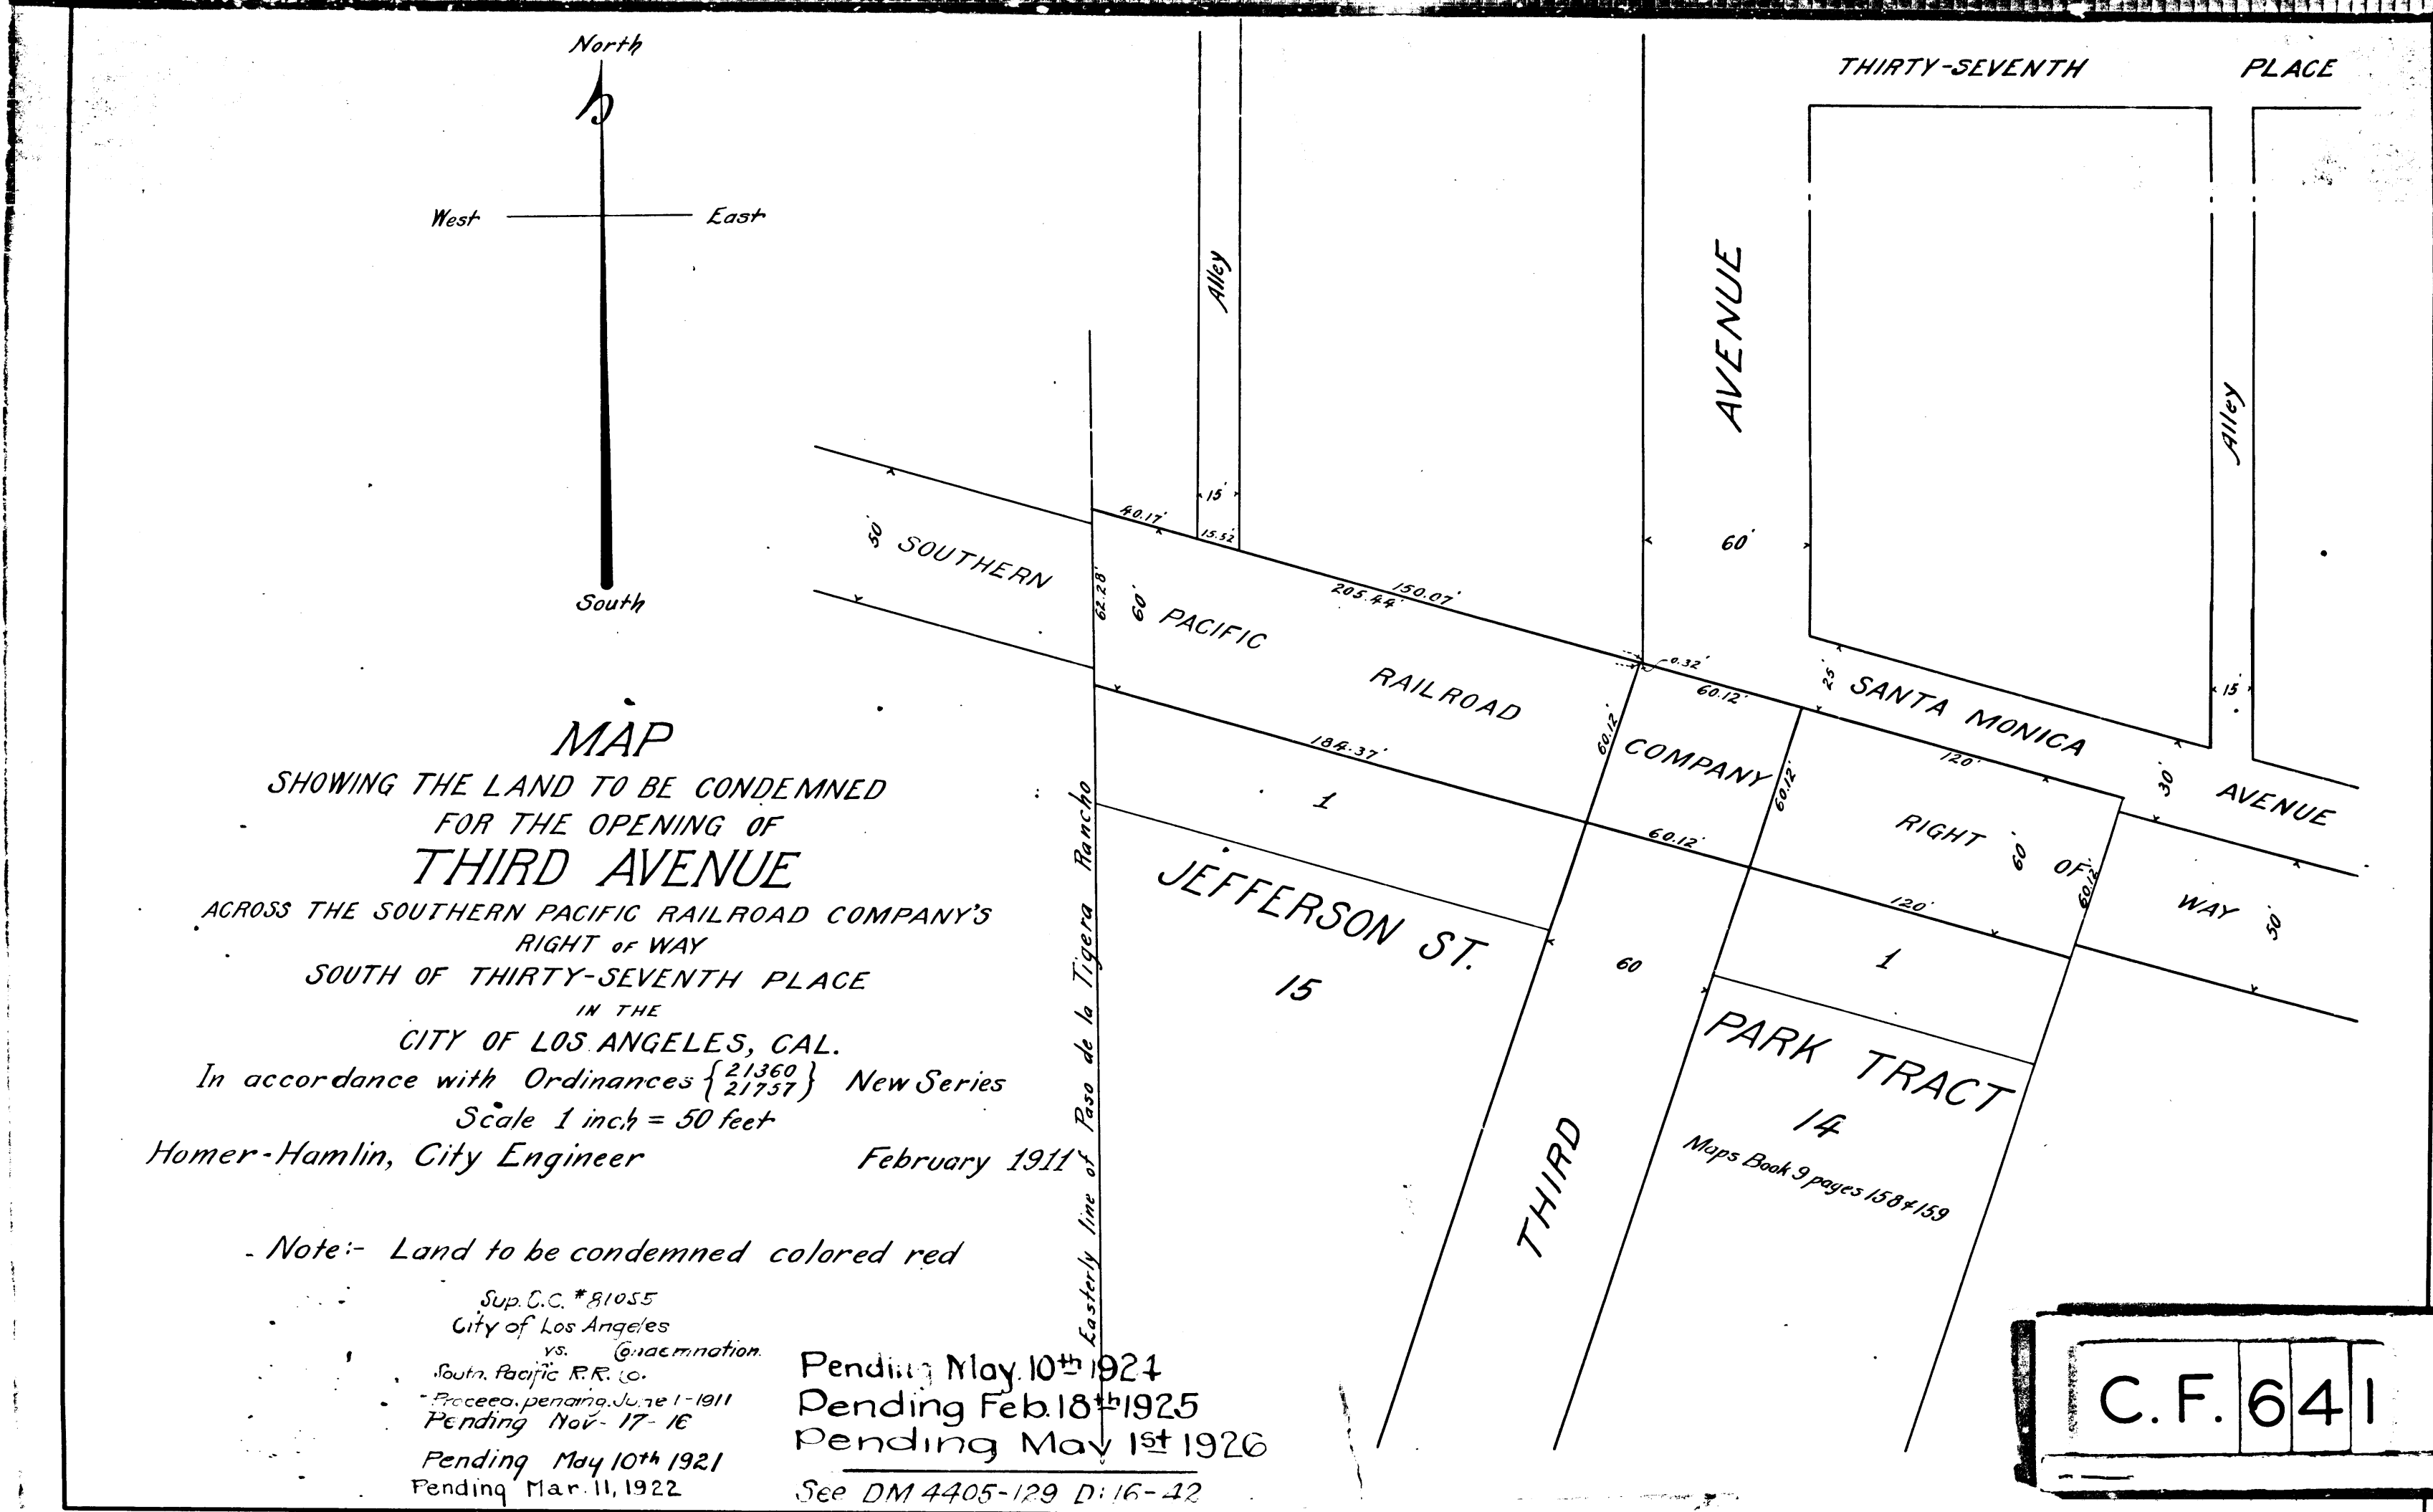 North
West
East
South
THIRTY-SEVENTH PLACE
Alley
AVENUE
Alley
15'
40.17'
15.52'
50'
SOUTHERN
62.28'
60'
PACIFIC
150.07'
205.44'
RAILROAD
60'
0.32'
60.12'
25'
SANTA MONICA
15'
60.12'
COMPANY
60.12'
120'
30'
AVENUE
184.37'
1
60.12'
RIGHT
60'
OF
60.12'
WAY
50'
120'
JEFFERSON ST.
15
60
1
PARK TRACT
14
Maps Book 9 pages 158 & 159
THIRD
Easterly line of Paso de la Tigera Rancho
MAP
SHOWING THE LAND TO BE CONDEMNED
FOR THE OPENING OF
THIRD AVENUE
ACROSS THE SOUTHERN PACIFIC RAILROAD COMPANY'S
RIGHT OF WAY
SOUTH OF THIRTY-SEVENTH PLACE
IN THE
CITY OF LOS ANGELES, CAL.
In accordance with Ordinances {21360 21757} New Series
Scale 1 inch = 50 feet
Homer-Hamlin, City Engineer February 1911
Note:- Land to be condemned colored red
Sup. C.C. #81055
City of Los Angeles
vs. Condemnation.
South. Pacific R.R. Co.
Proceed. pending. June 1-1911
Pending Nov-17-16
Pending May 10th 1921
Pending Mar. 11, 1922
Pending May. 10th
Pending Feb. 18th 1925
Pending May 1st 1926
See DM 4405-129 D:16-42
C.F. 641